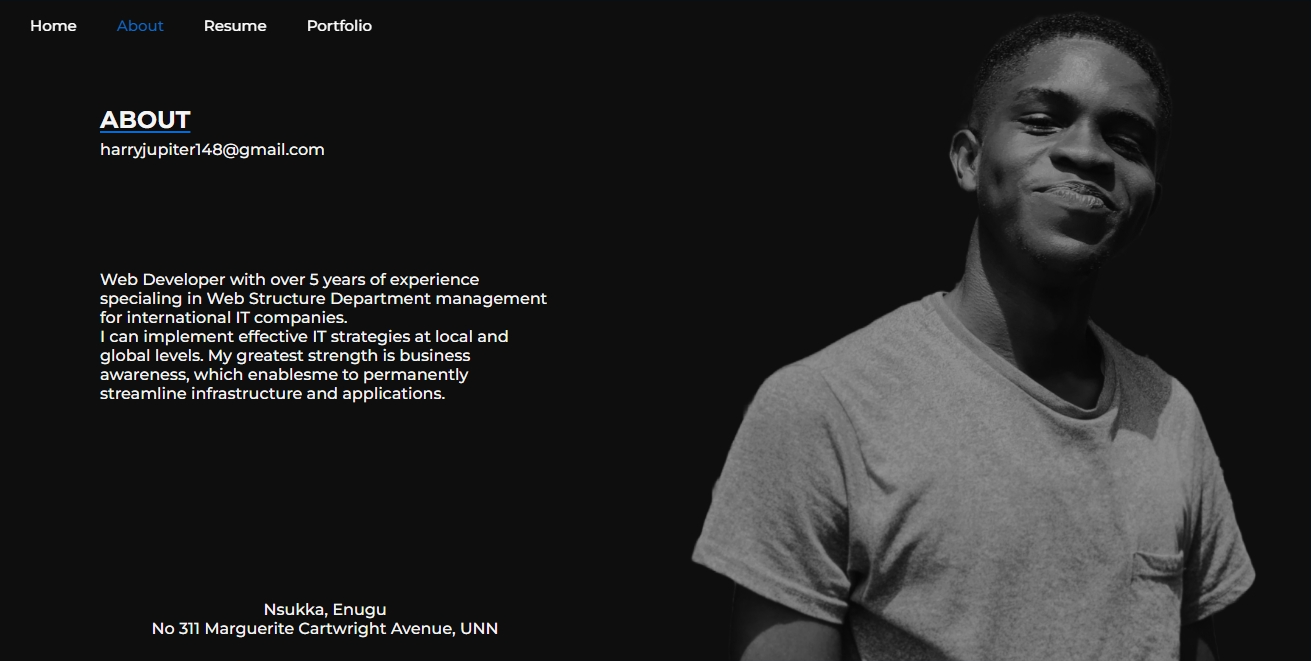 Home About Resume Portfolio
ABOUT
harryjupiter148@gmail.com
Web Developer with over 5 years of experience
specialing in Web Structure Department management
for international IT companies.
I can implement effective IT strategies at local and
global levels. My greatest strength is business
awareness, which enablesme to permanently
streamline infrastructure and applications.
Nsukka, Enugu
No 311 Marguerite Cartwright Avenue, UNN